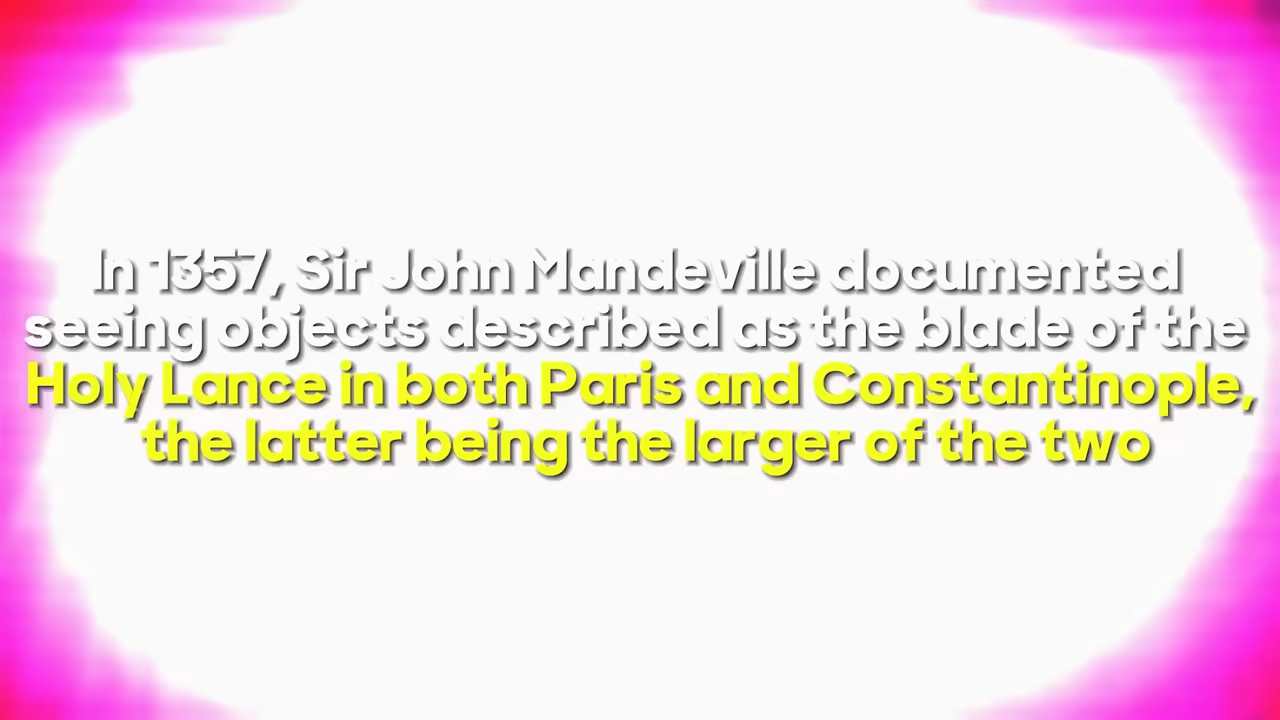 In 1357, Sir John Mandeville documented
seeing objects described as the blade of the
Holy Lance in both Paris and Constantinople,
the latter being the larger of the two